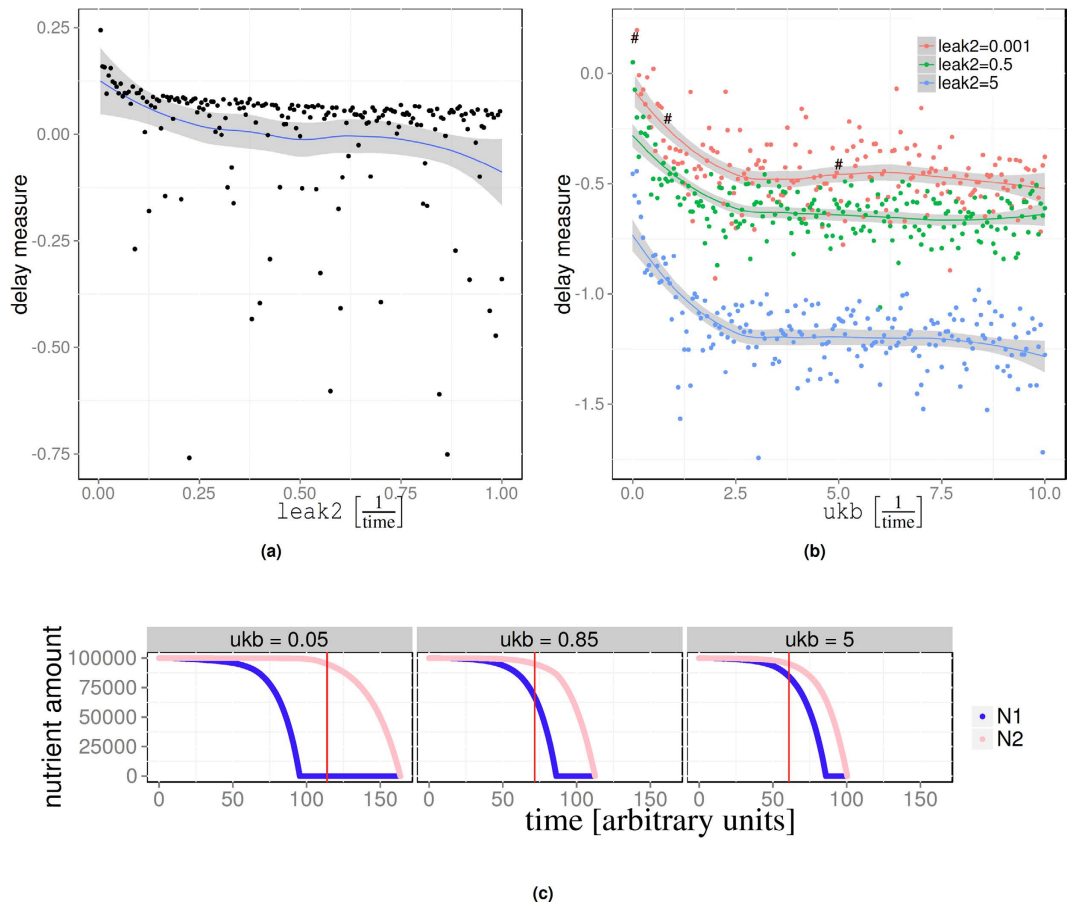 delay measure
0.25
0.00
-0.25
-0.50
-0.75
0.00 0.25 0.50 0.75 1.00
leak2 [1/time]
(a)
delay measure
0.0
-0.5
-1.0
-1.5
#
#
#
leak2=0.001
leak2=0.5
leak2=5
0.0 2.5 5.0 7.5 10.0
ukb [1/time]
(b)
ukb = 0.05 ukb = 0.85 ukb = 5
nutrient amount
100000
75000
50000
25000
0
0 50 100 150 0 50 100 150 0 50 100 150
time [arbitrary units]
N1
N2
(c)